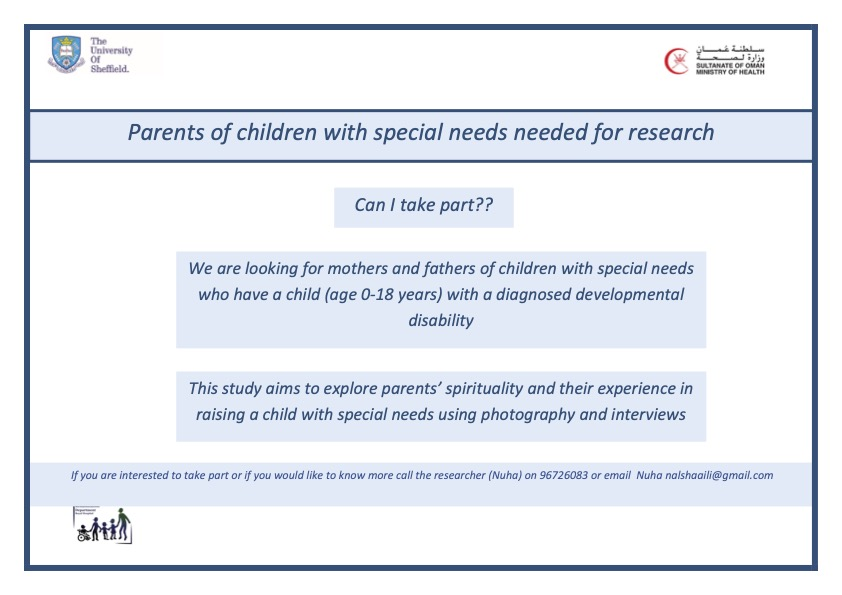 The
University
Of
Sheffield.
سلطنة عُمان
وزارة الصحة
SULTANATE OF OMAN
MINISTRY OF HEALTH
Parents of children with special needs needed for research
Can I take part??
We are looking for mothers and fathers of children with special needs
who have a child (age 0-18 years) with a diagnosed developmental
disability
This study aims to explore parents’ spirituality and their experience in
raising a child with special needs using photography and interviews
If you are interested to take part or if you would like to know more call the researcher (Nuha) on 96726083 or email  Nuha nalshaaili@gmail.com